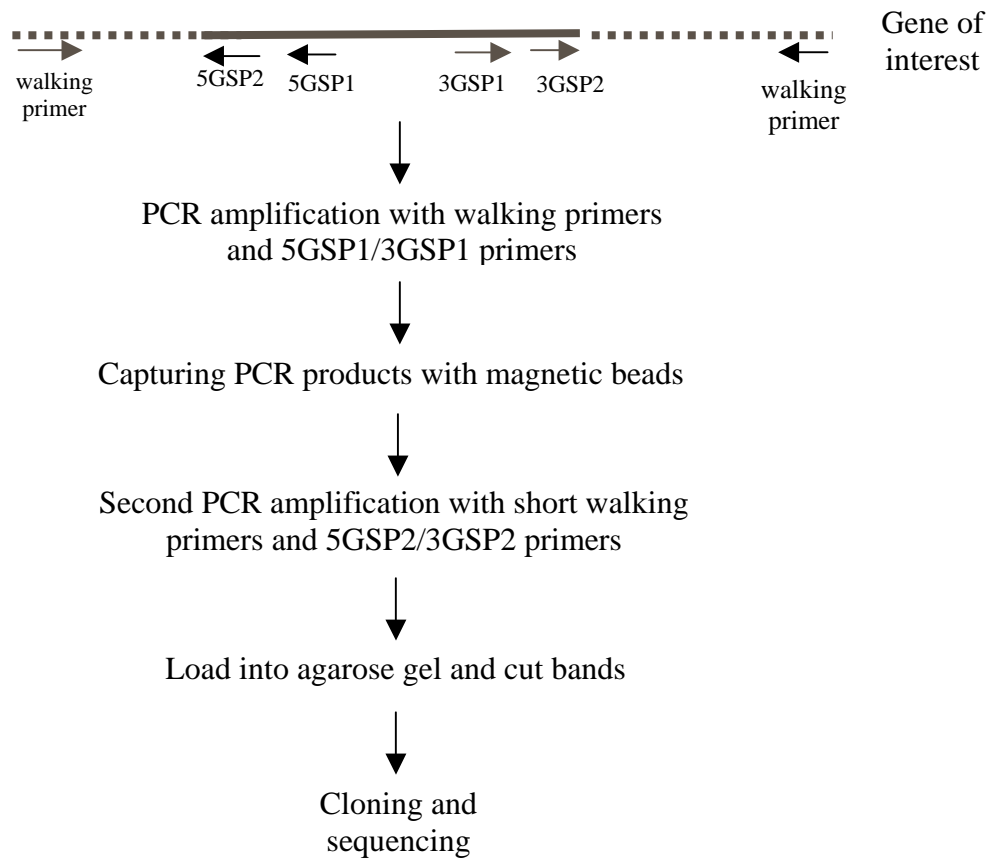 Gene of
interest
walking
primer
5GSP2
5GSP1
3GSP1
3GSP2
walking
primer
PCR amplification with walking primers
and 5GSP1/3GSP1 primers
Capturing PCR products with magnetic beads
Second PCR amplification with short walking
primers and 5GSP2/3GSP2 primers
Load into agarose gel and cut bands
Cloning and
sequencing